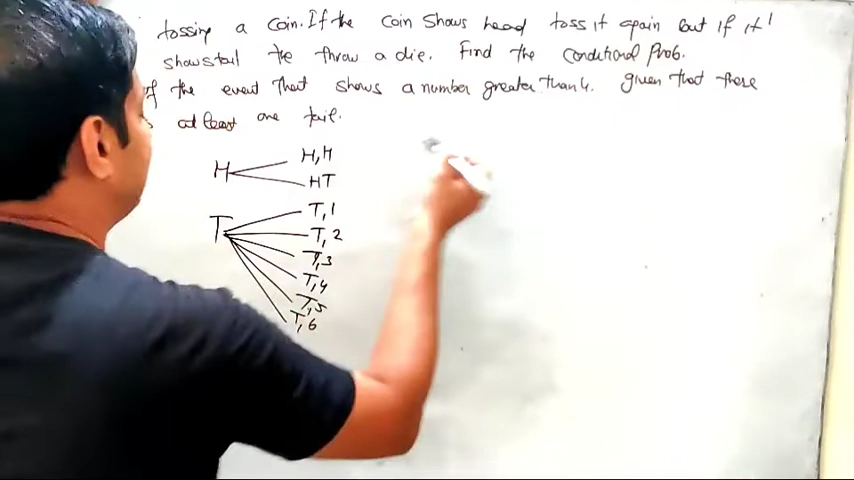 tossing a coin. If the coin shows head toss it again but if it
shows tail the throw a die. Find the conditional Prob.
of the event that shows a number greater than 4. given that there
at least one tail.
H
H,H
HT
T
T,1
T,2
T,3
T,4
T,5
T,6